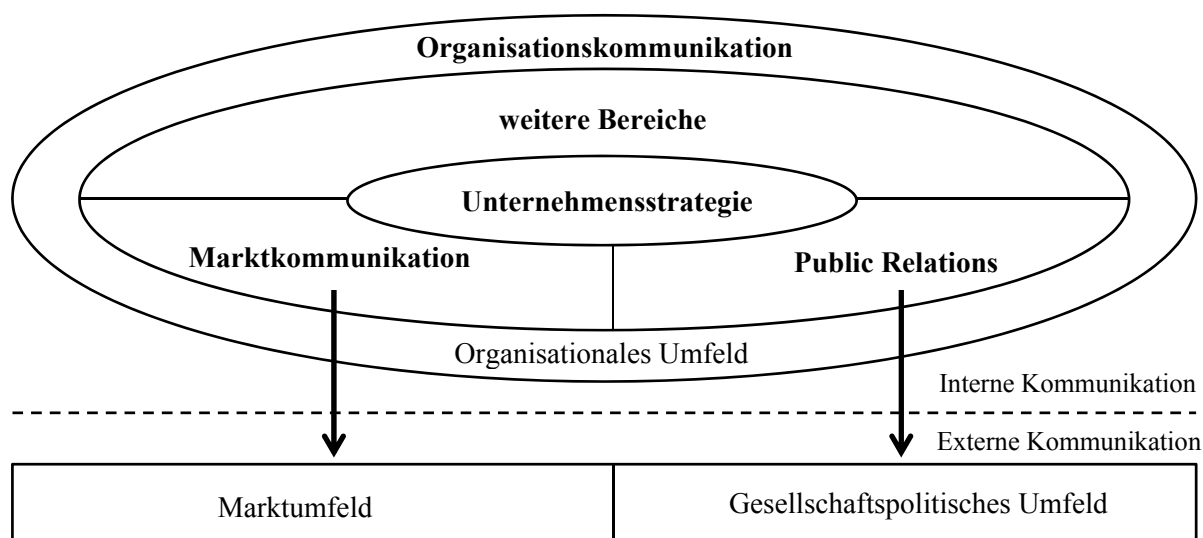 Organisationskommunikation
weitere Bereiche
Unternehmensstrategie
Marktkommunikation
Public Relations
Organisationales Umfeld
Interne Kommunikation
Externe Kommunikation
Marktumfeld
Gesellschaftspolitisches Umfeld